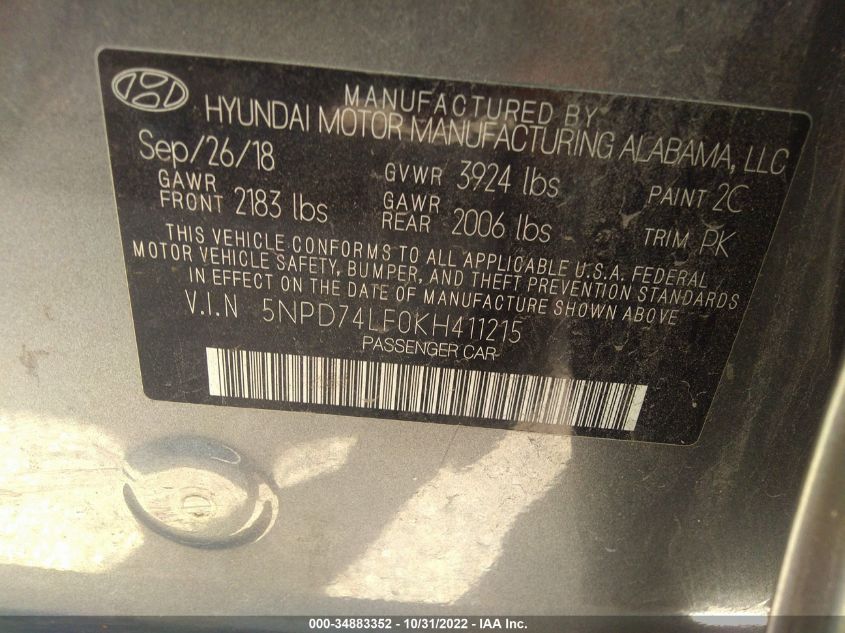 MANUFACTURED BY
HYUNDAI MOTOR MANUFACTURING ALABAMA, LLC
Sep/26/18 GVWR 3924 lbs PAINT 2C
GAWR FRONT 2183 lbs GAWR REAR 2006 lbs TRIM PK
THIS VEHICLE CONFORMS TO ALL APPLICABLE U.S.A. FEDERAL
MOTOR VEHICLE SAFETY, BUMPER, AND THEFT PREVENTION STANDARDS
IN EFFECT ON THE DATE OF MANUFACTURE SHOWN ABOVE
V.I.N 5NPD74LF0KH411215
PASSENGER CAR
000-34883352 - 10/31/2022 - IAA Inc.